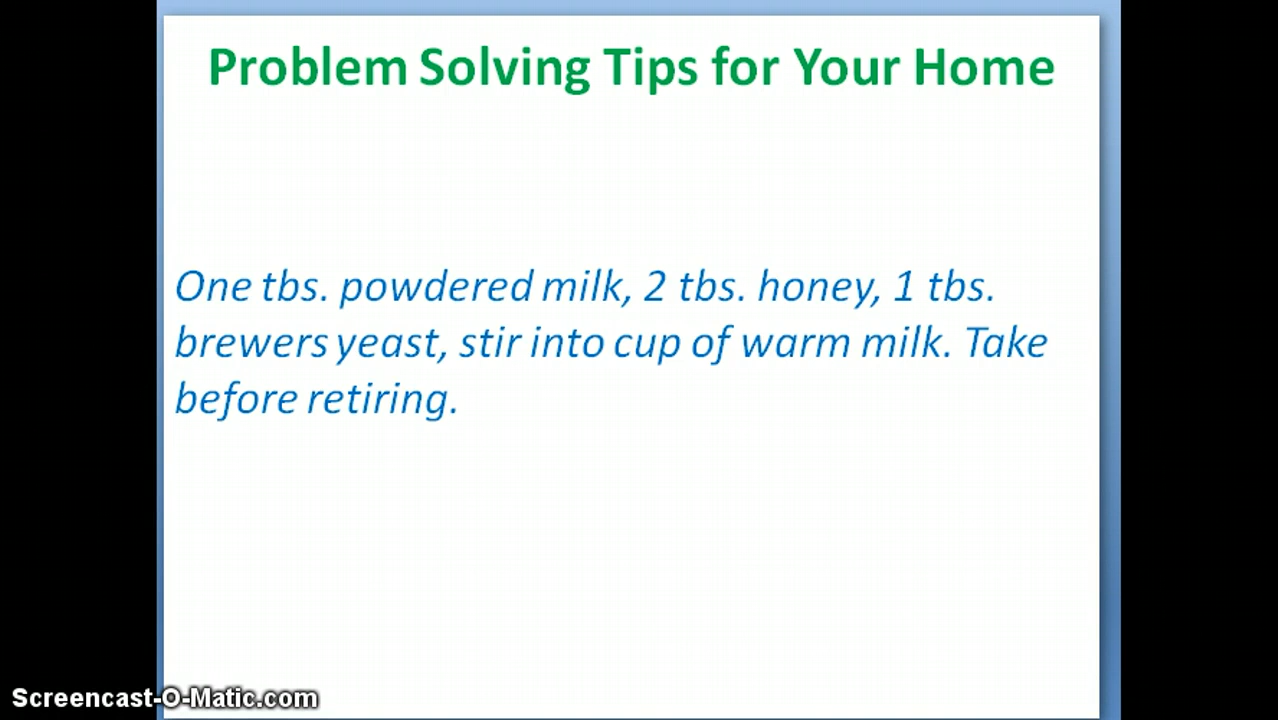 Problem Solving Tips for Your Home
One tbs. powdered milk, 2 tbs. honey, 1 tbs.
brewers yeast, stir into cup of warm milk. Take
before retiring.
Screencast-O-Matic.com